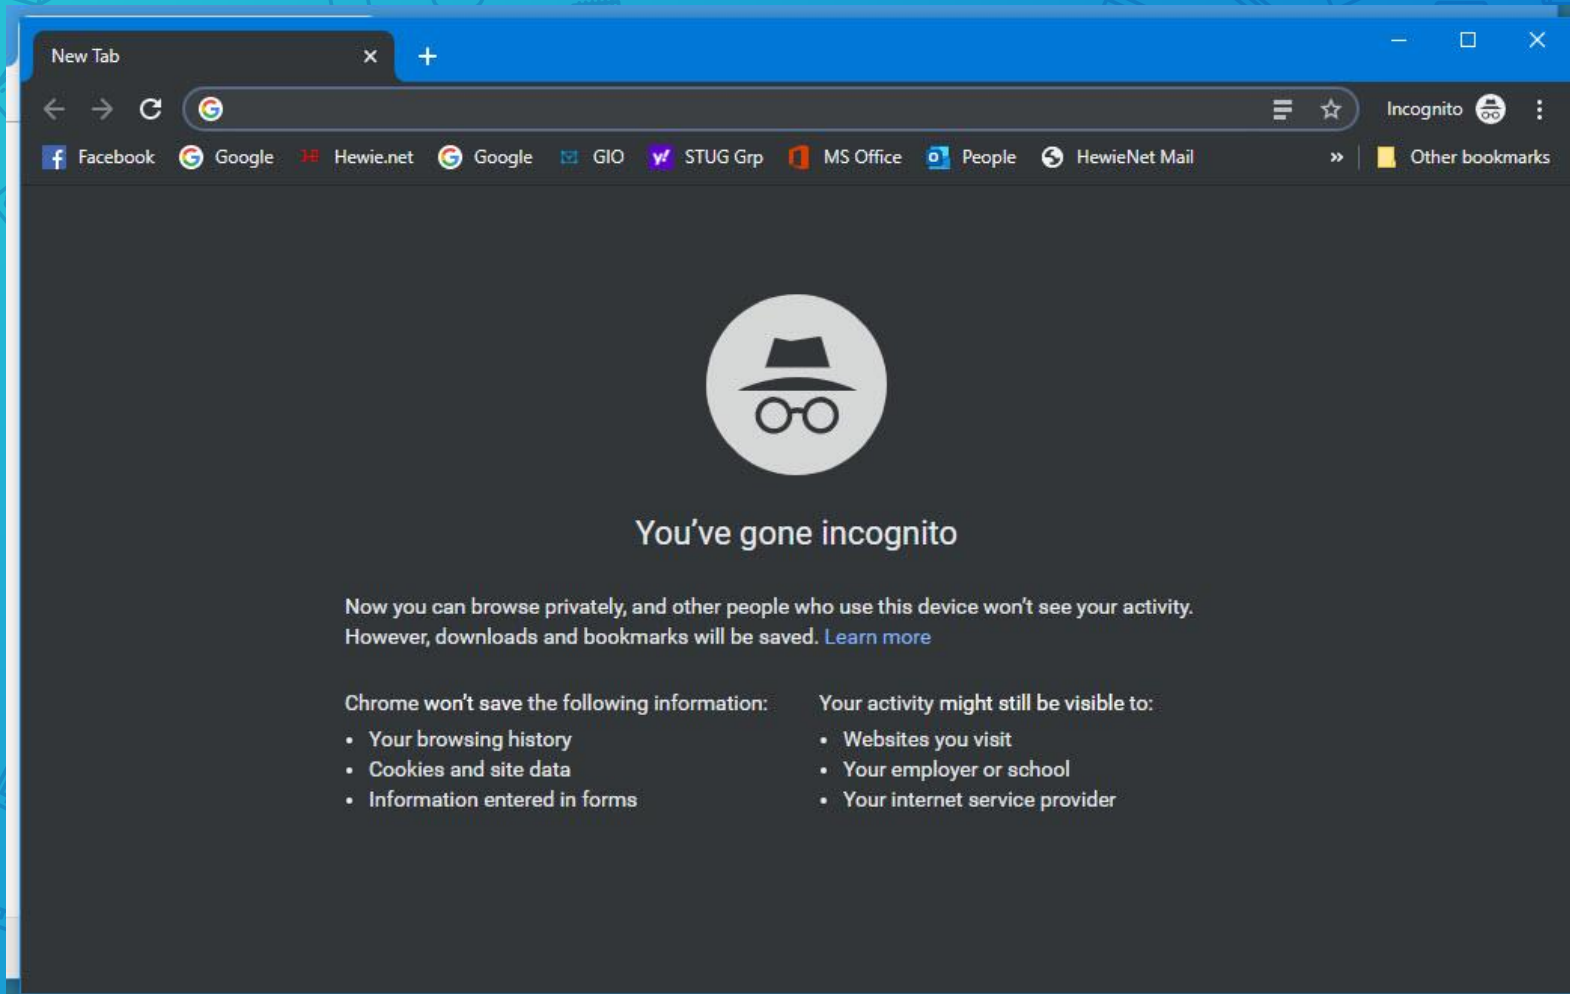 New Tab
Incognito
Facebook Google Hewie.net Google GIO STUG Grp MS Office People HewieNet Mail » Other bookmarks
You've gone incognito
Now you can browse privately, and other people who use this device won't see your activity.
However, downloads and bookmarks will be saved. Learn more
Chrome won't save the following information:
• Your browsing history
• Cookies and site data
• Information entered in forms
Your activity might still be visible to:
• Websites you visit
• Your employer or school
• Your internet service provider